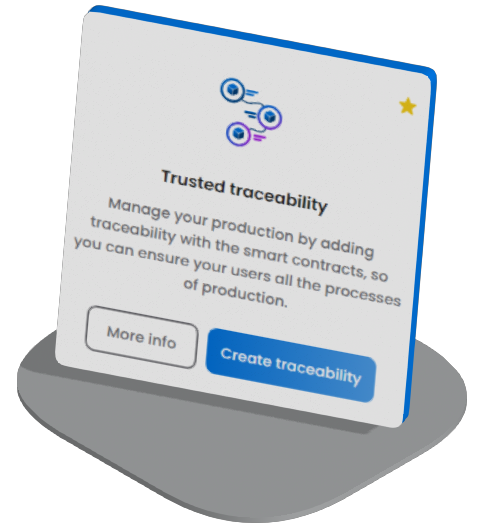 Trusted traceability
Manage your production by adding
traceability with the smart contracts, so
you can ensure your users all the processes
of production.
More info
Create traceability